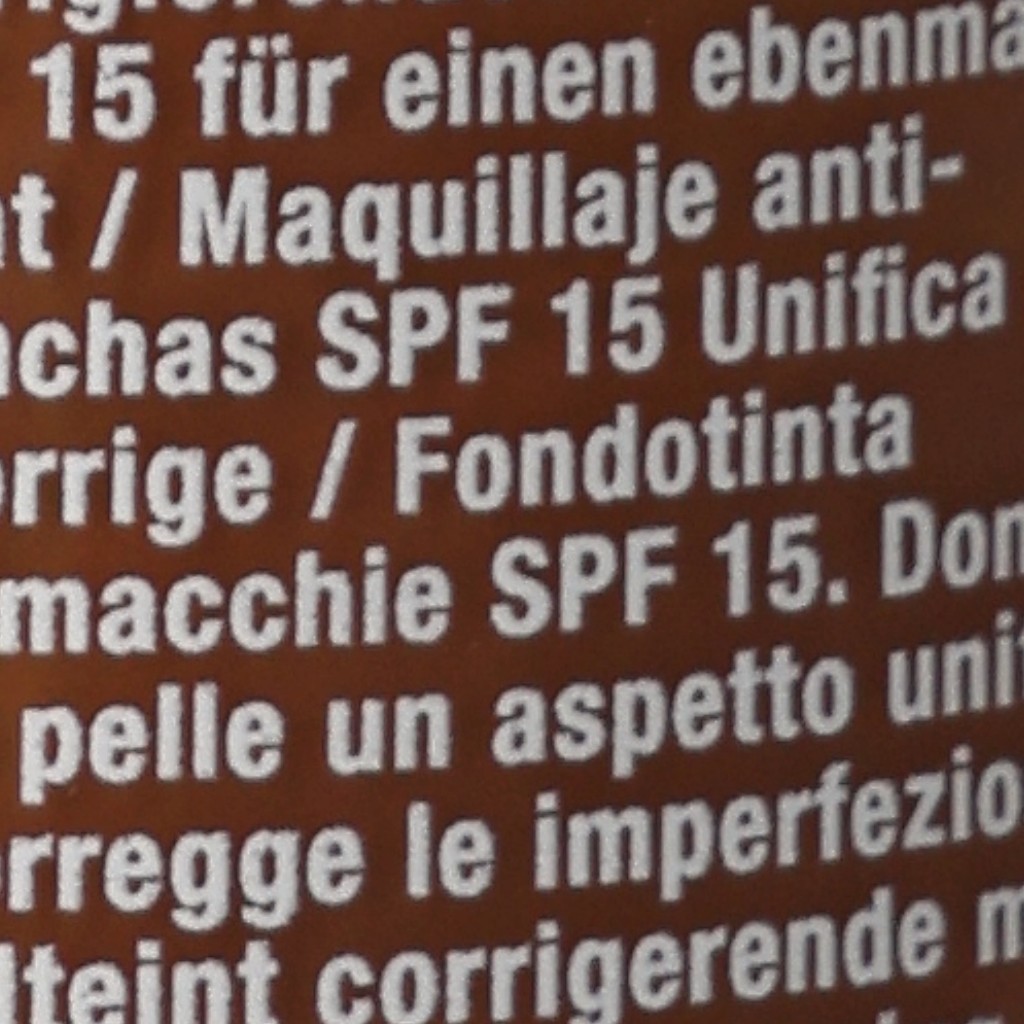 15 für einen ebenma
t / Maquillaje anti-
chas SPF 15 Unifica
rrige / Fondotinta
macchie SPF 15. Don
pelle un aspetto uni
rregge le imperfezio
lteint corrigerende m